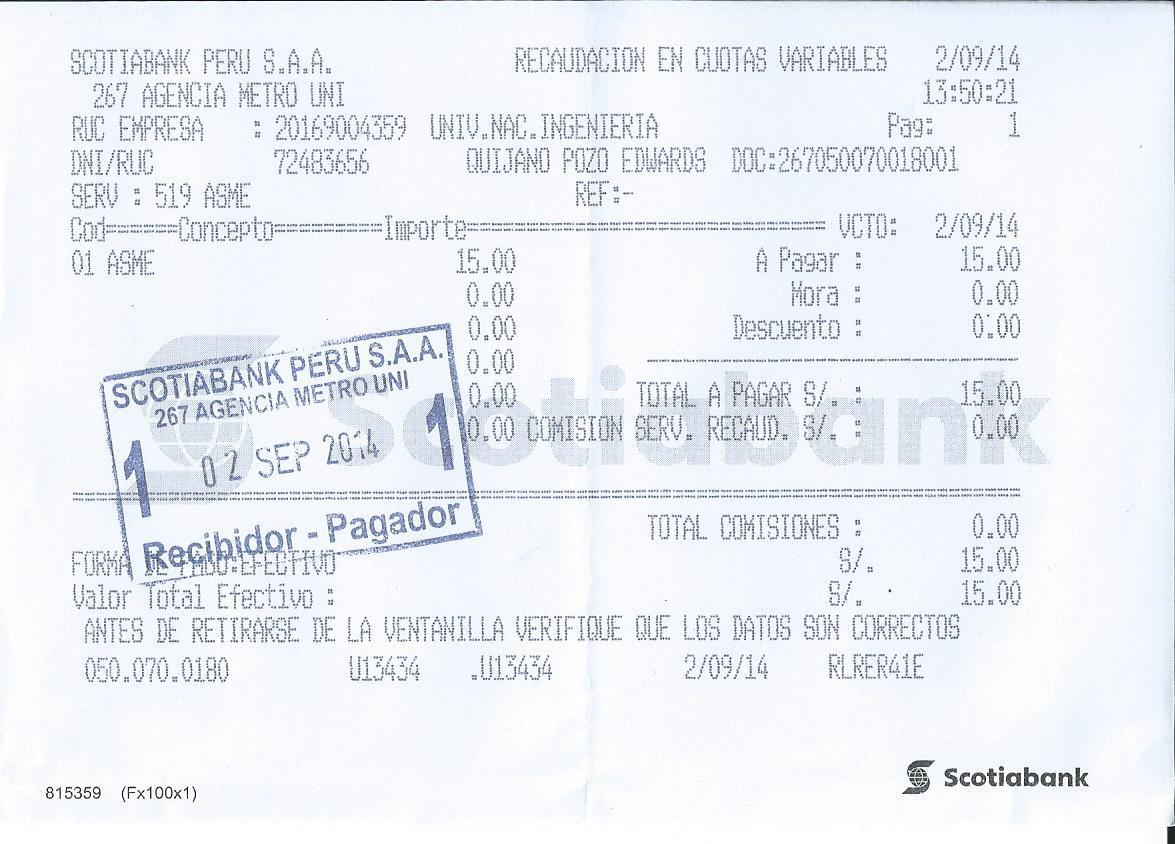 SCOTIABANK PERU S.A.A. RECAUDACION EN CUOTAS VARIABLES 2/09/14
267 AGENCIA METRO UNI 13:50:21
RUC EMPRESA : 20169004359 UNIV.NAC.INGENIERIA Pag: 1
DNI/RUC 72483656 QUIJANO POZO EDWARDS DOC:267050070018001
SERV : 519 ASME REF:-
Cod======Concepto=========Importe============================== VCTO: 2/09/14
01 ASME 15.00 A Pagar : 15.00
0.00 Mora : 0.00
0.00 Descuento : 0.00
0.00
0.00 TOTAL A PAGAR S/. : 15.00
0.00 COMISION SERV. RECAUD. S/. : 0.00
Scotiabank
SCOTIABANK PERU S.A.A.
267 AGENCIA METRO UNI
1 02 SEP 2014 1
Recibidor - Pagador
TOTAL COMISIONES : 0.00
FORMA DE PAGO:EFECTIVO S/. 15.00
Valor Total Efectivo : S/. 15.00
ANTES DE RETIRARSE DE LA VENTANILLA VERIFIQUE QUE LOS DATOS SON CORRECTOS
050.070.0180 U13434 .U13434 2/09/14 RLRER41E
Scotiabank
815359 (Fx100x1)